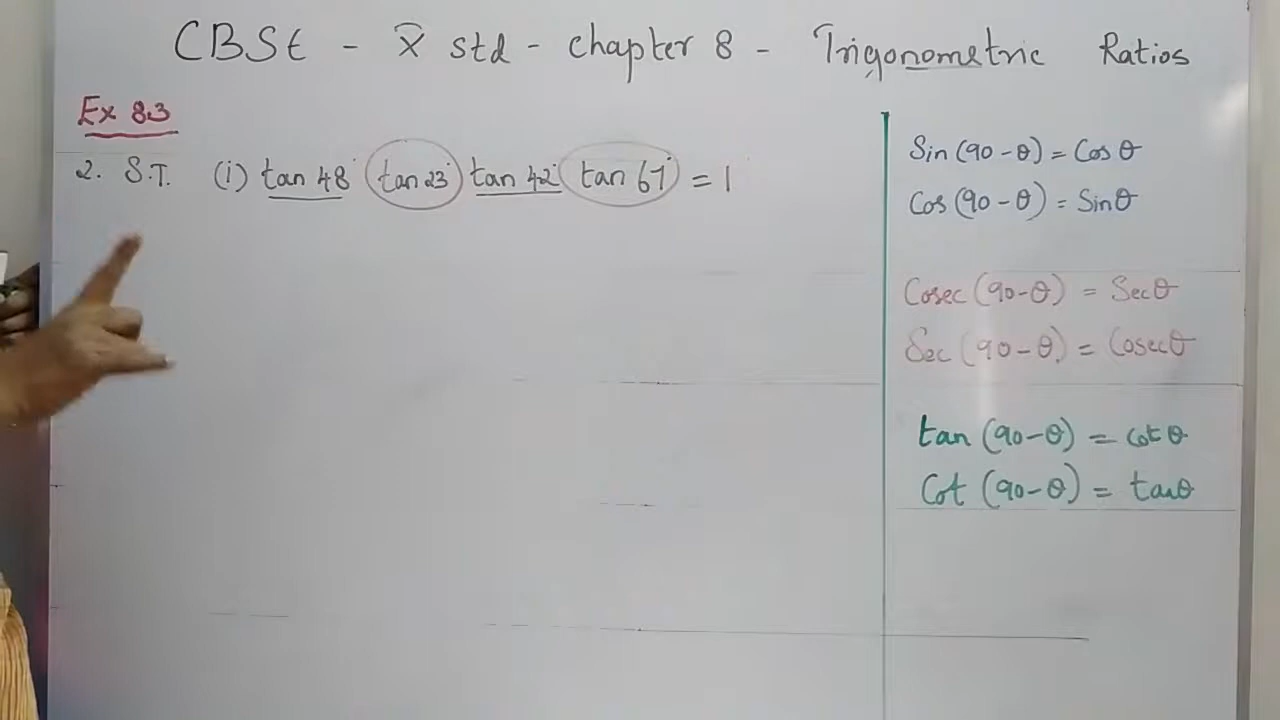 CBSE - X std - chapter 8 - Trigonometric Ratios
Ex 8.3
2. S.T. (i) tan 48° tan 23° tan 42° tan 67° = 1
Sin (90 - θ) = Cos θ
Cos (90 - θ) = Sin θ
Cosec (90 - θ) = Sec θ
Sec (90 - θ) = Cosec θ
tan (90 - θ) = Cot θ
Cot (90 - θ) = tan θ